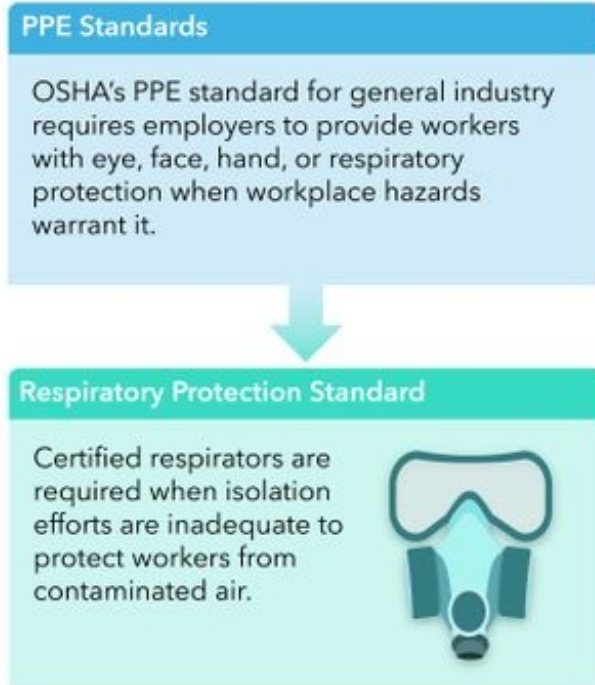 PPE Standards
OSHA’s PPE standard for general industry
requires employers to provide workers
with eye, face, hand, or respiratory
protection when workplace hazards
warrant it.
Respiratory Protection Standard
Certified respirators are
required when isolation
efforts are inadequate to
protect workers from
contaminated air.